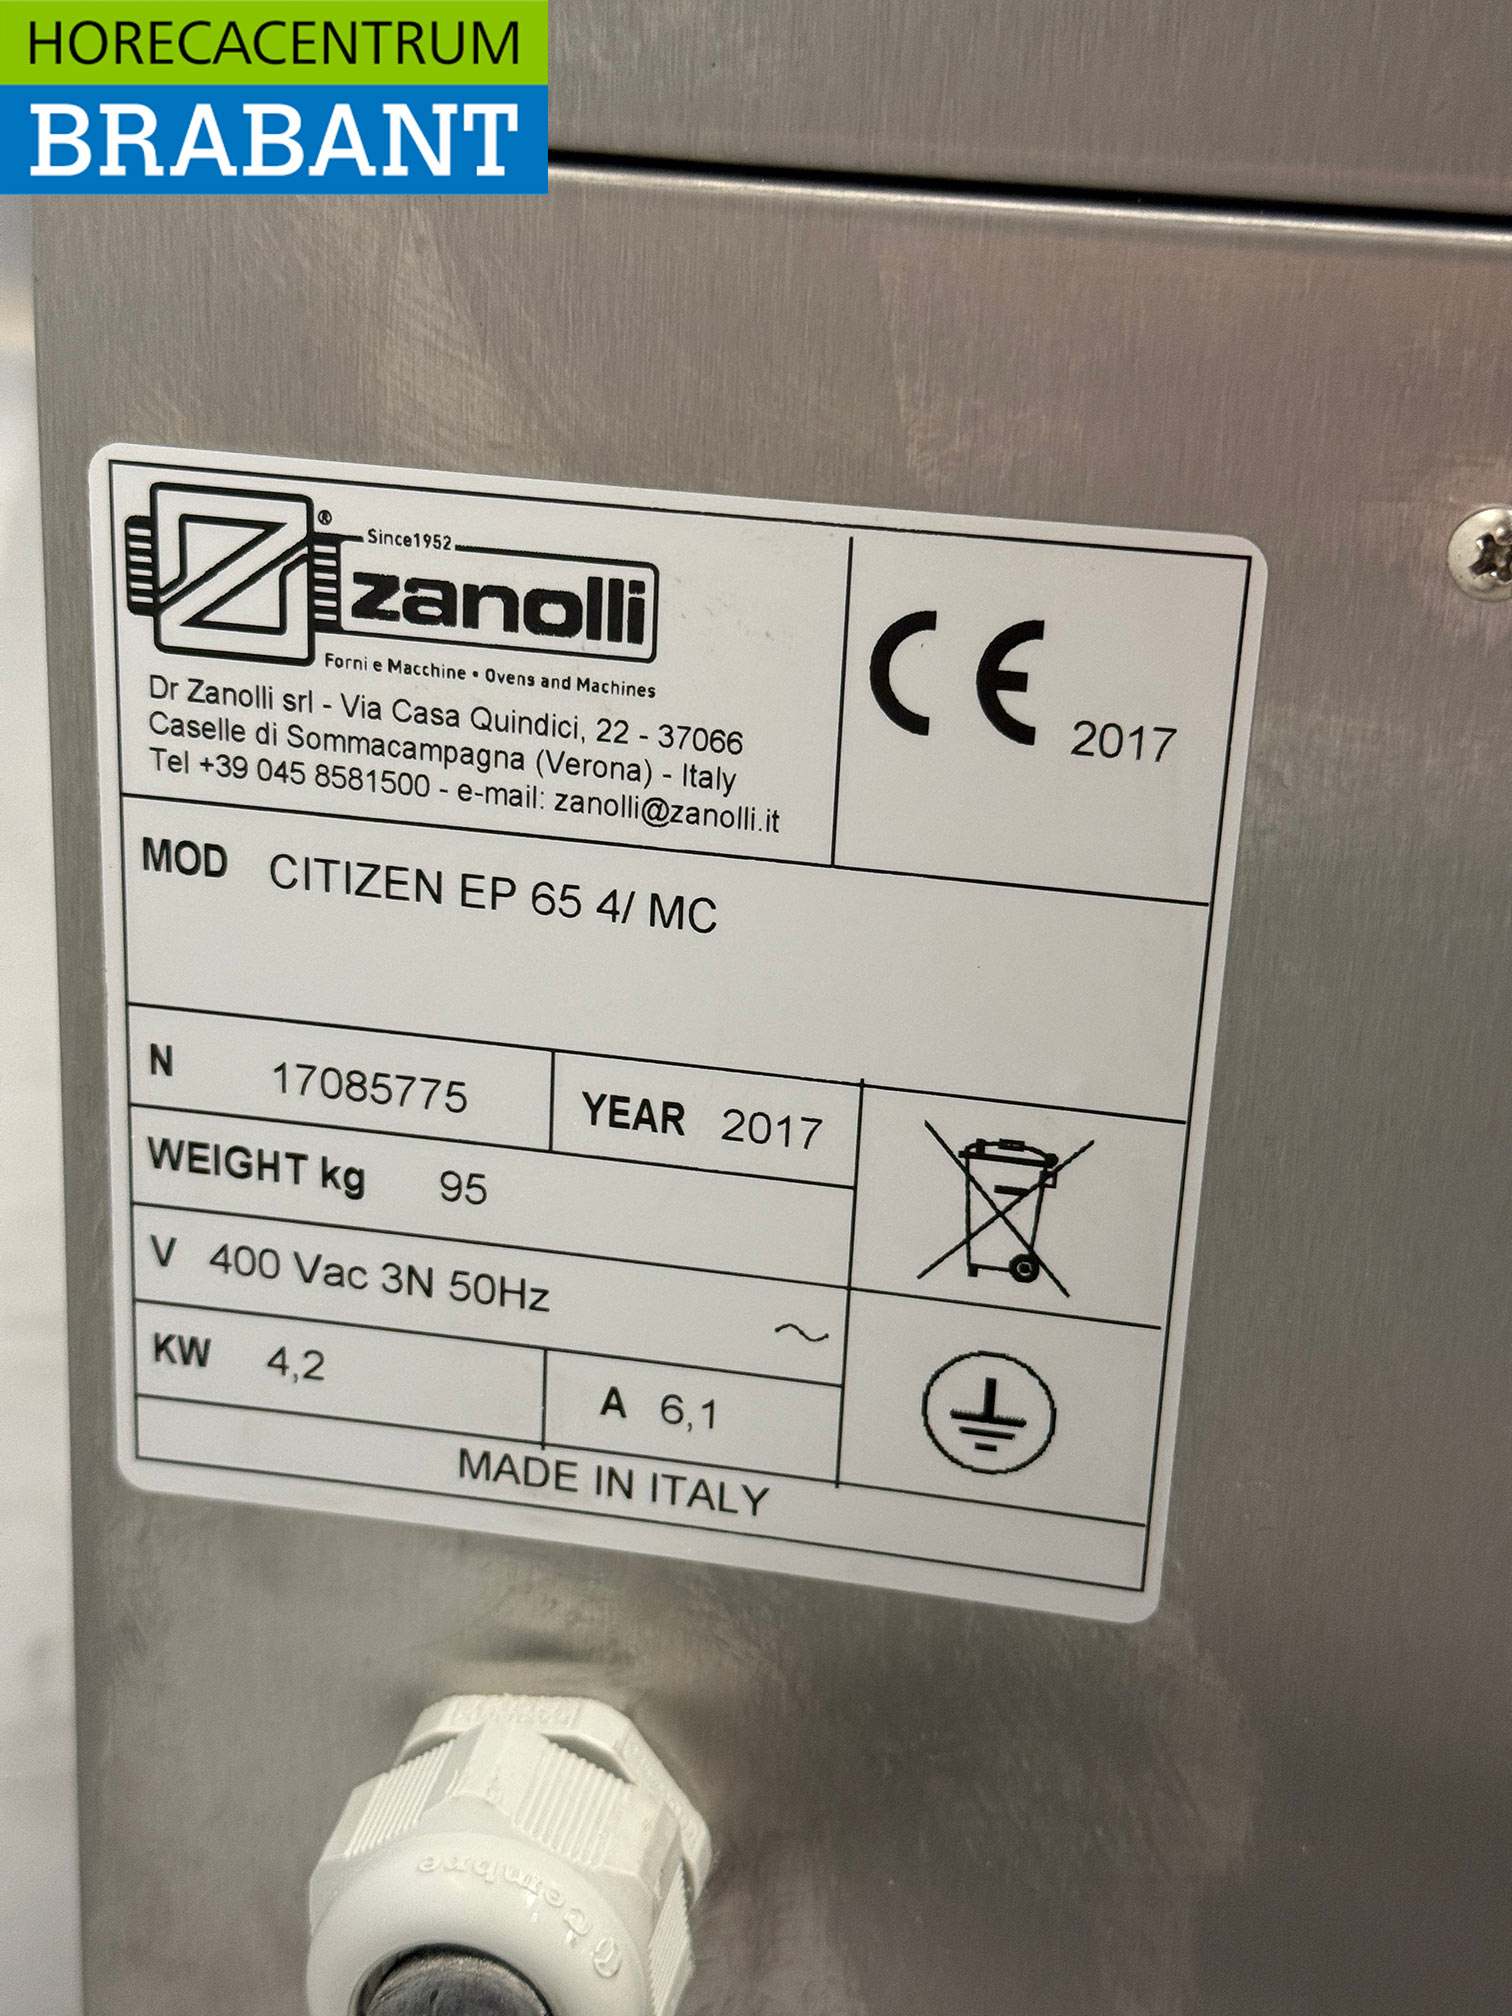 HORECACENTRUM
BRABANT
® Since1952
zanolli
Forni e Macchine • Ovens and Machines
Dr Zanolli srl - Via Casa Quindici, 22 - 37066
Caselle di Sommacampagna (Verona) - Italy
Tel +39 045 8581500 - e-mail: zanolli@zanolli.it
CE 2017
MOD CITIZEN EP 65 4/ MC
N 17085775 YEAR 2017
WEIGHT kg 95
V 400 Vac 3N 50Hz ~
KW 4,2 A 6,1
MADE IN ITALY
cembre